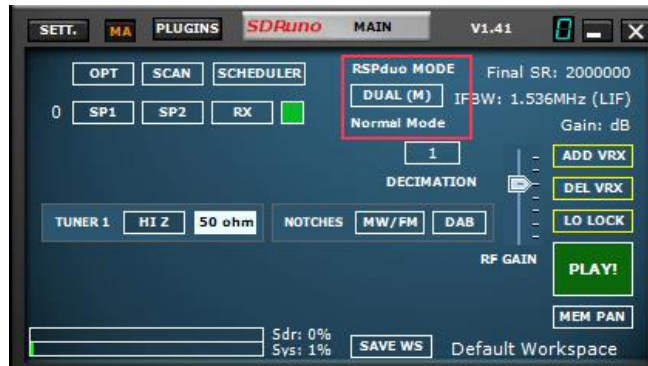 SETT. MA PLUGINS SDRuno MAIN V1.41 0
OPT SCAN SCHEDULER RSPduo MODE Final SR: 2000000
0 SP1 SP2 RX DUAL (M) IFBW: 1.536MHz (LIF)
Normal Mode Gain: dB
1 ADD VRX
DECIMATION DEL VRX
TUNER 1 HI Z 50 ohm NOTCHES MW/FM DAB LO LOCK
RF GAIN PLAY!
MEM PAN
Sdr: 0%
Sys: 1% SAVE WS Default Workspace